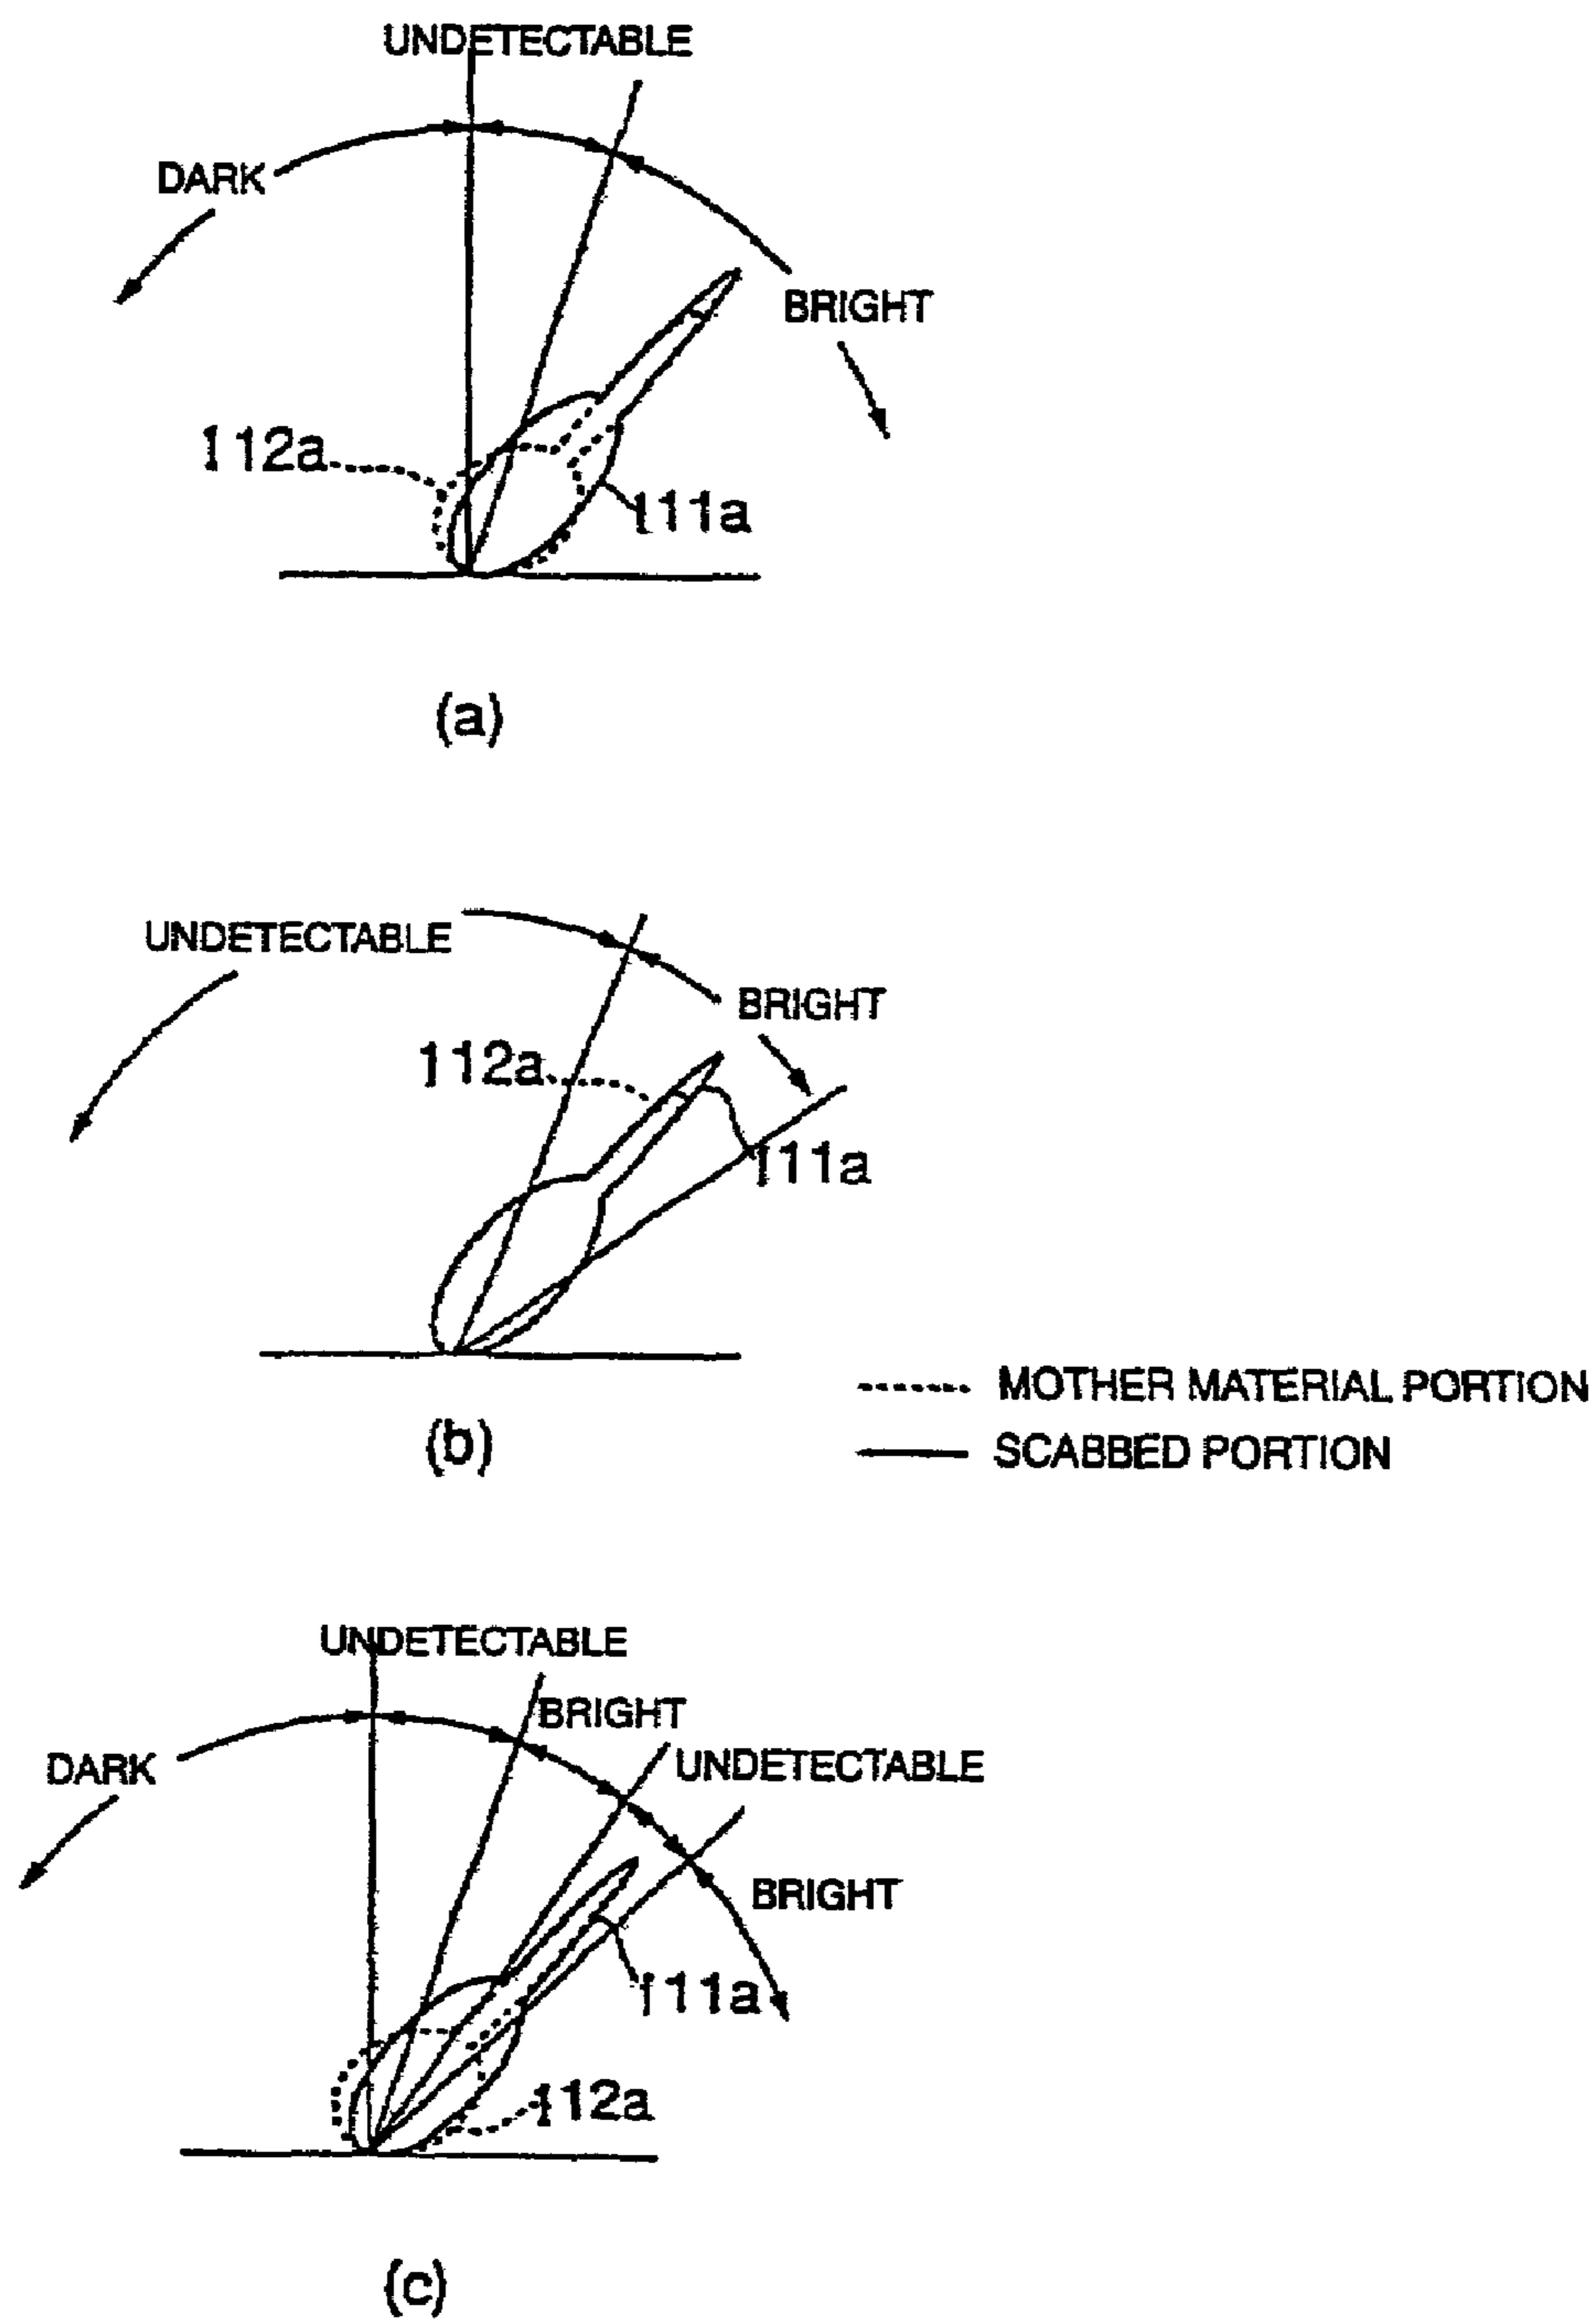 UNDETECTABLE
DARK
BRIGHT
112a
111a
(a)
UNDETECTABLE
BRIGHT
112a
111a
MOTHER MATERIAL PORTION
SCABBED PORTION
(b)
UNDETECTABLE
BRIGHT
UNDETECTABLE
DARK
BRIGHT
111a
112a
(c)